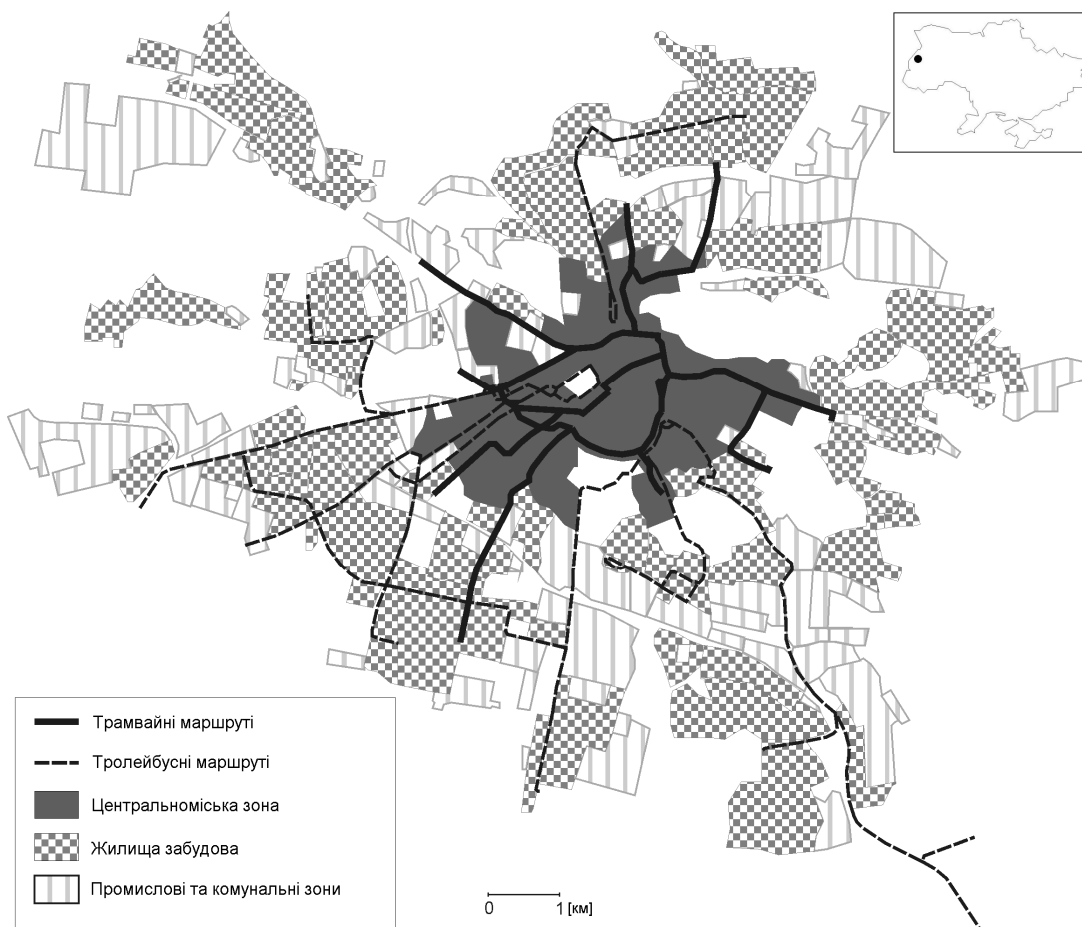 Трамвайні маршруті
Тролейбусні маршруті
Центральноміська зона
Жилища забудова
Промислові та комунальні зони
0 1 [км]